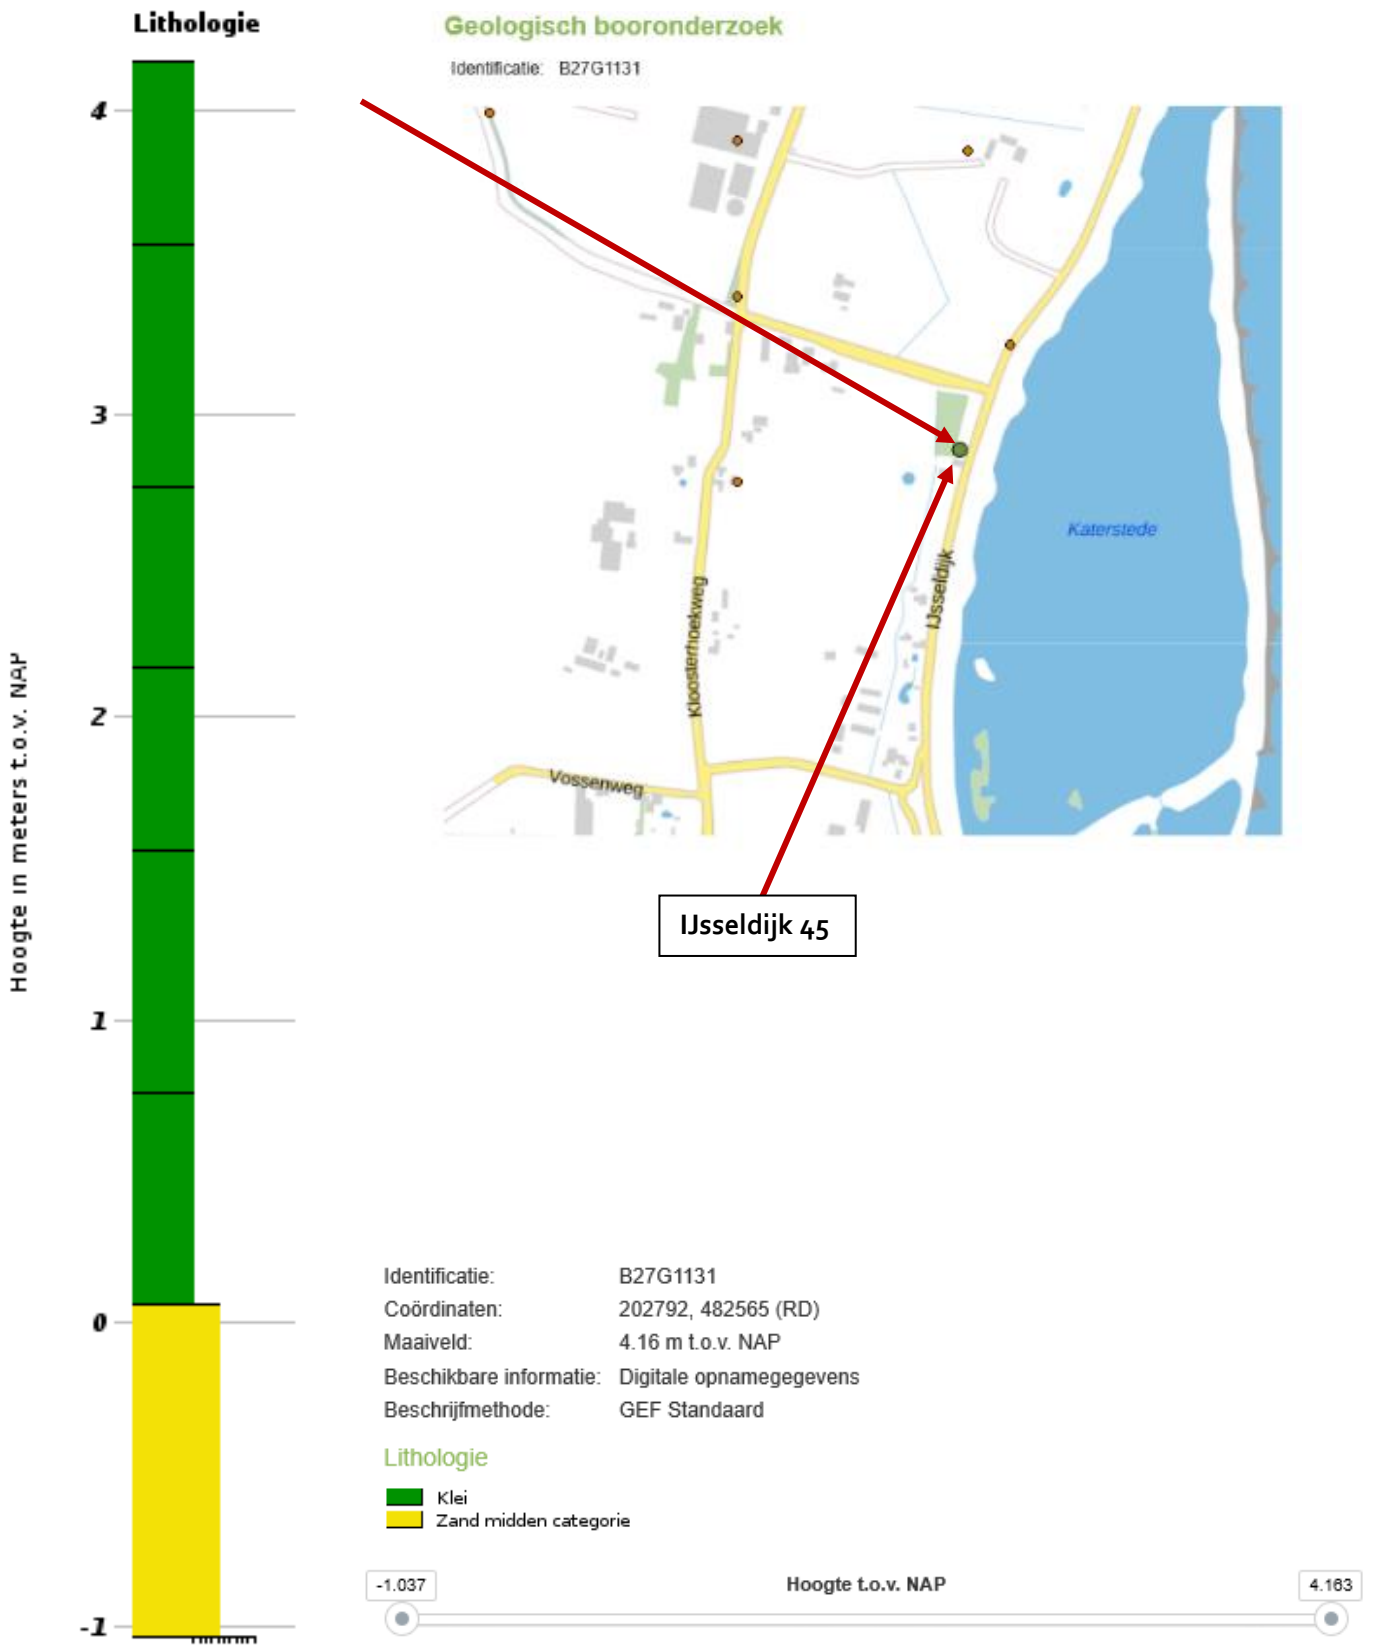 Lithologie
Geologisch booronderzoek
Identificatie: B27G1131
4
3
2
1
0
-1
Hoogte in meters t.o.v. NAP
Katerstede
IJsseldijk
Kloosterhoekweg
Vossenweg
IJsseldijk 45
Identificatie: B27G1131
Coördinaten: 202792, 482565 (RD)
Maaiveld: 4.16 m t.o.v. NAP
Beschikbare informatie: Digitale opnamegegevens
Beschrijfmethode: GEF Standaard
Lithologie
Klei
Zand midden categorie
-1.037
Hoogte t.o.v. NAP
4.163